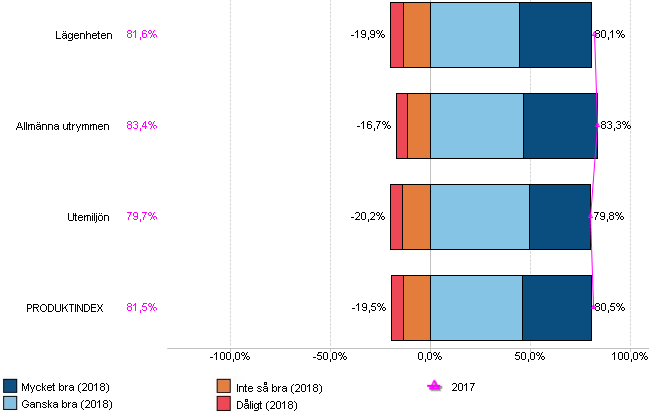 Lägenheten 81,6% -19,9% 80,1%
Allmänna utrymmen 83,4% -16,7% 83,3%
Utemiljön 79,7% -20,2% 79,8%
PRODUKTINDEX 81,5% -19,5% 80,5%
-100,0% -50,0% 0,0% 50,0% 100,0%
Mycket bra (2018) Inte så bra (2018) 2017
Ganska bra (2018) Dåligt (2018)